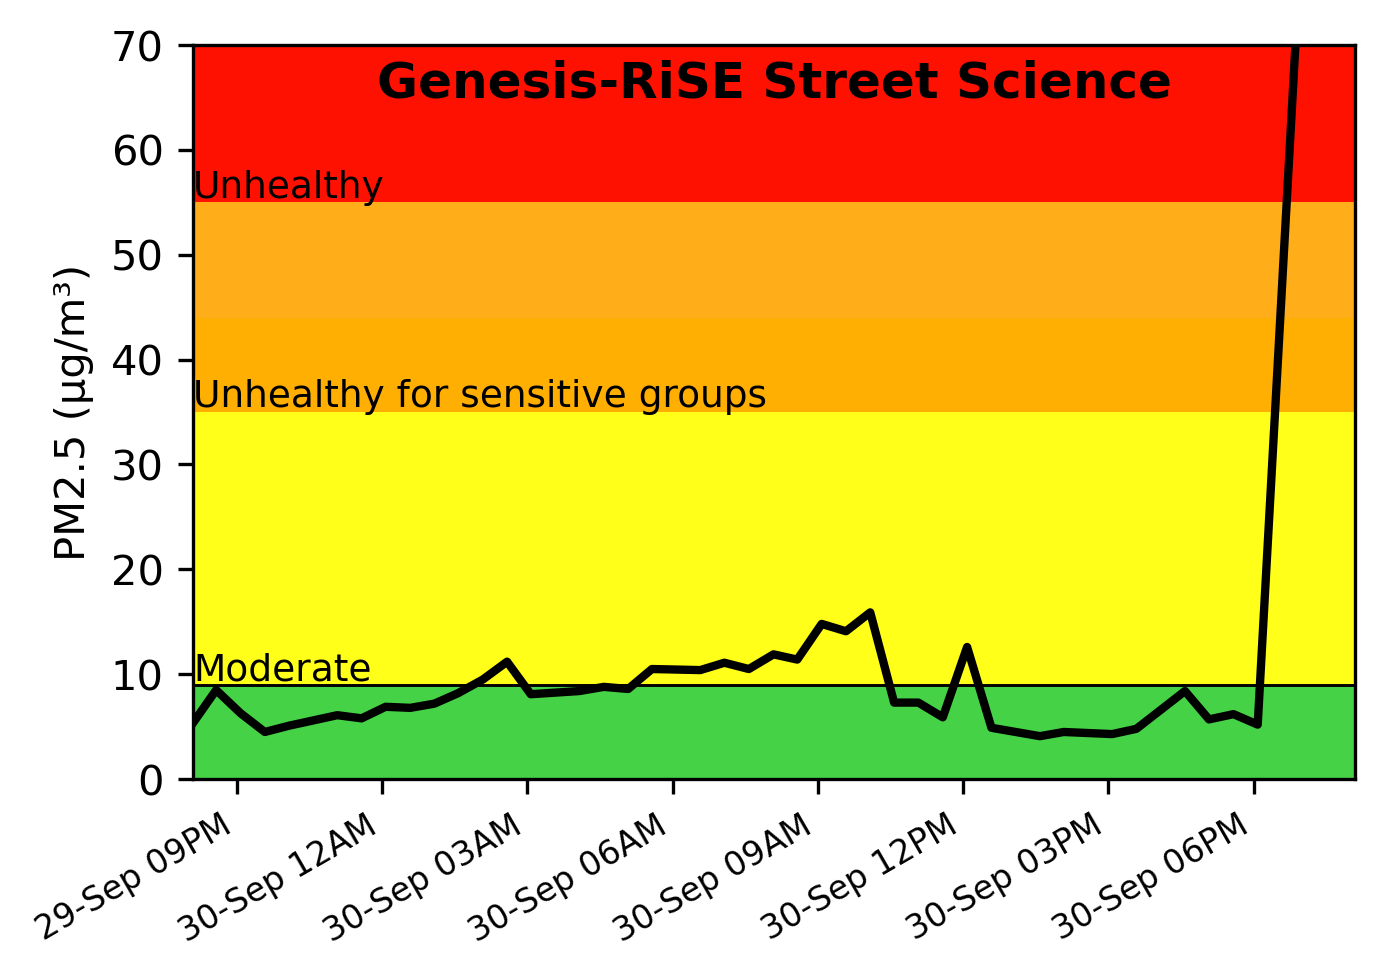 Genesis-RiSE Street Science
PM2.5 (µg/m³)
70
60
50
40
30
20
10
0
Unhealthy
Unhealthy for sensitive groups
Moderate
29-Sep 09PM
30-Sep 12AM
30-Sep 03AM
30-Sep 06AM
30-Sep 09AM
30-Sep 12PM
30-Sep 03PM
30-Sep 06PM